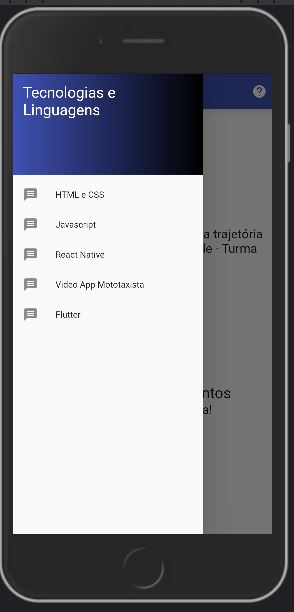 Tecnologias e
Linguagens
HTML e CSS
Javascript
React Native
Video App Mototaxista
Flutter
a trajetória
le - Turma
ntos
a!